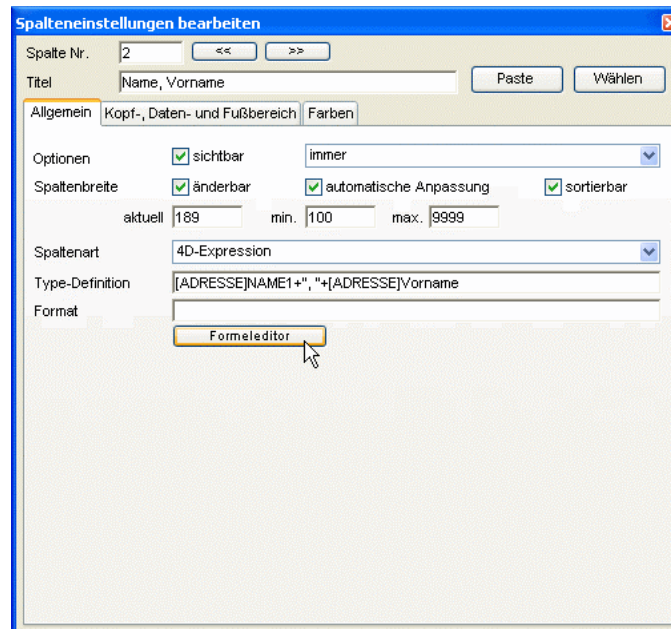 Spalteneinstellungen bearbeiten
Spalte Nr. 2 << >>
Titel Name, Vorname Paste Wählen
Allgemein Kopf-, Daten- und Fußbereich Farben
Optionen sichtbar immer
Spaltenbreite änderbar automatische Anpassung sortierbar
aktuell 189 min. 100 max. 9999
Spaltenart 4D-Expression
Type-Definition [ADRESSE]NAME1+", "+[ADRESSE]Vorname
Format
Formeleditor